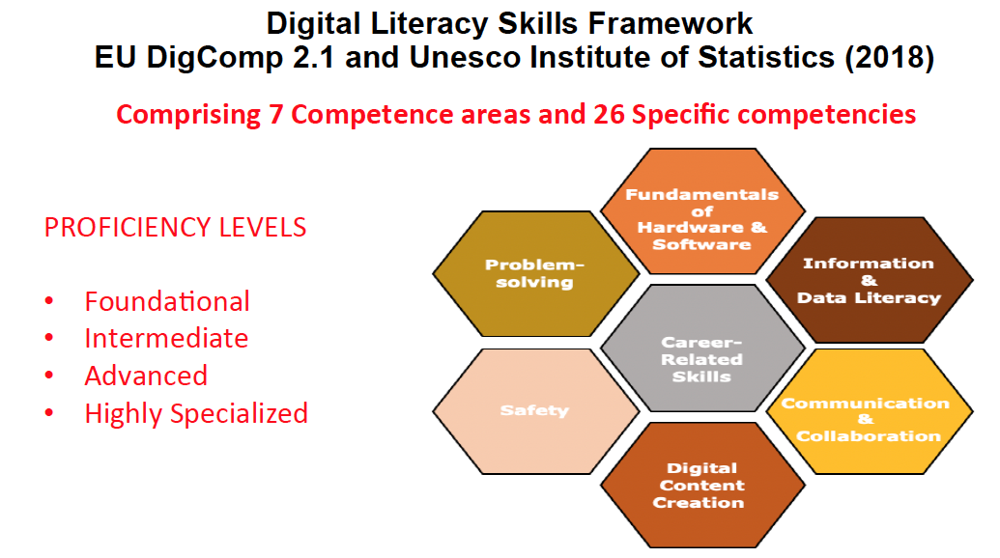 Digital Literacy Skills Framework
EU DigComp 2.1 and Unesco Institute of Statistics (2018)
Comprising 7 Competence areas and 26 Specific competencies
PROFICIENCY LEVELS
• Foundational
• Intermediate
• Advanced
• Highly Specialized
Fundamentals
of
Hardware &
Software
Problem-
solving
Information
&
Data Literacy
Career-
Related
Skills
Safety
Communication
&
Collaboration
Digital
Content
Creation